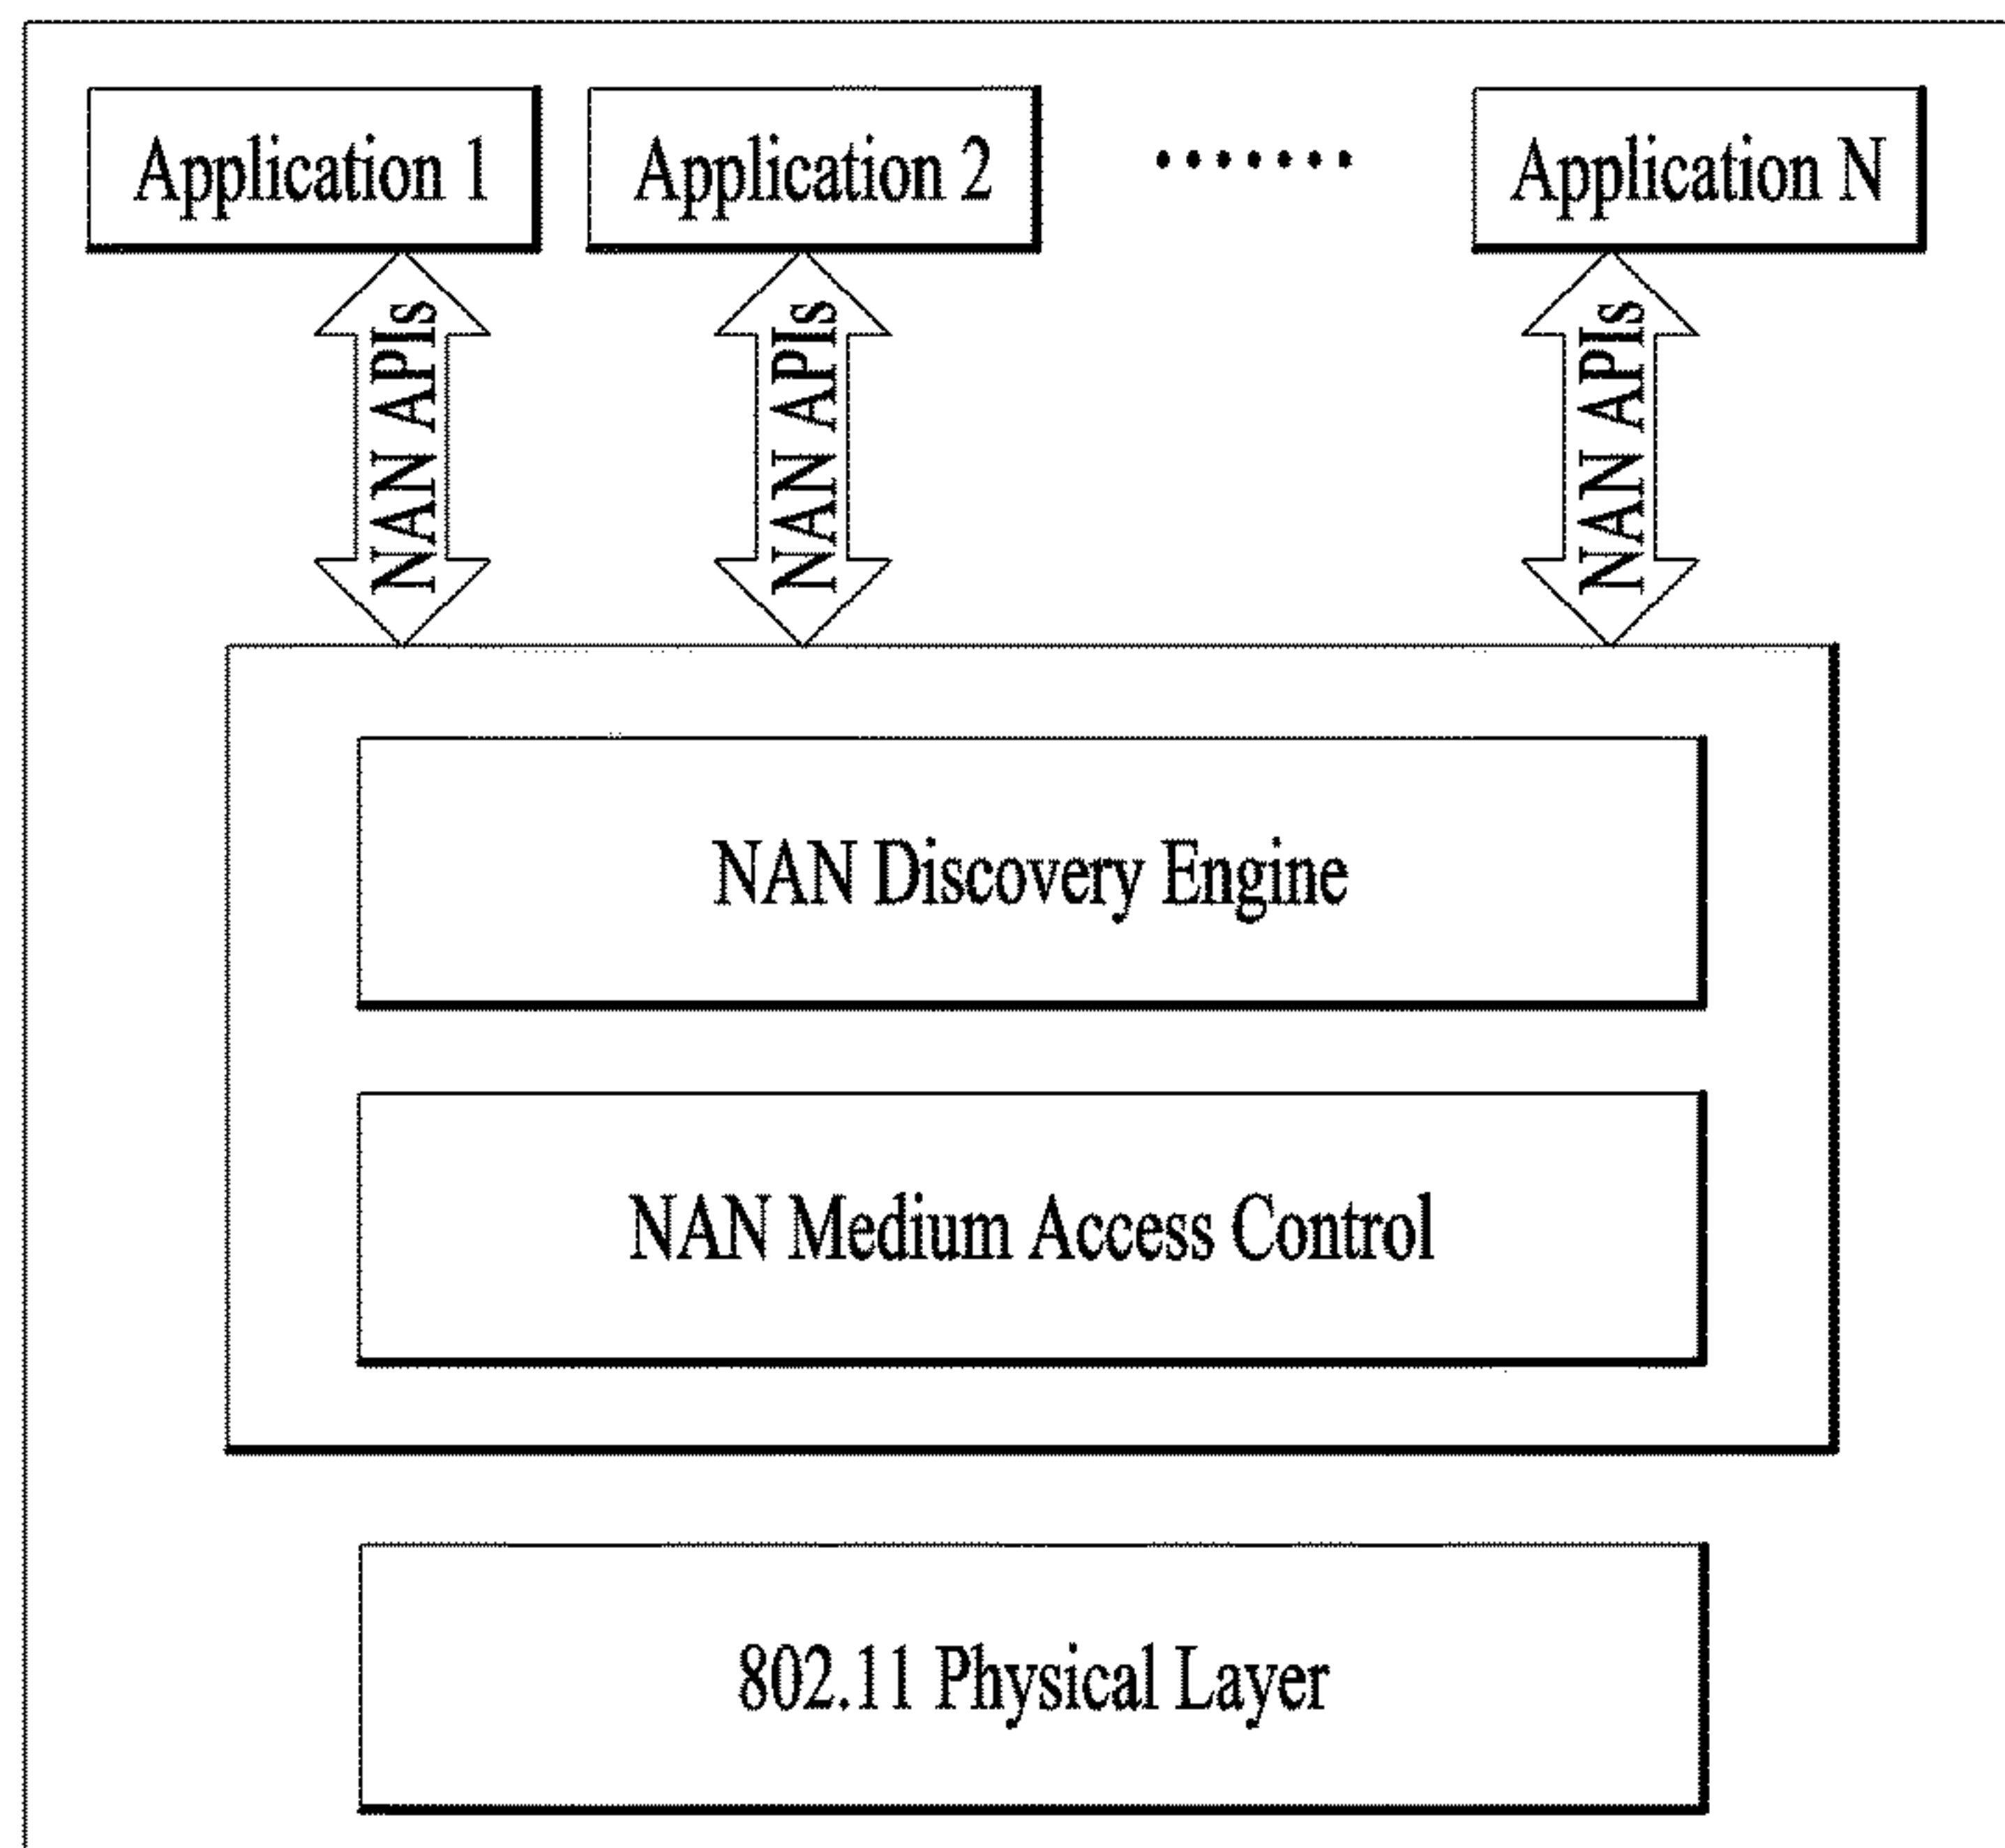 Application 1
Application 2
.......
Application N
NAN APIs
NAN APIs
NAN APIs
NAN Discovery Engine
NAN Medium Access Control
802.11 Physical Layer